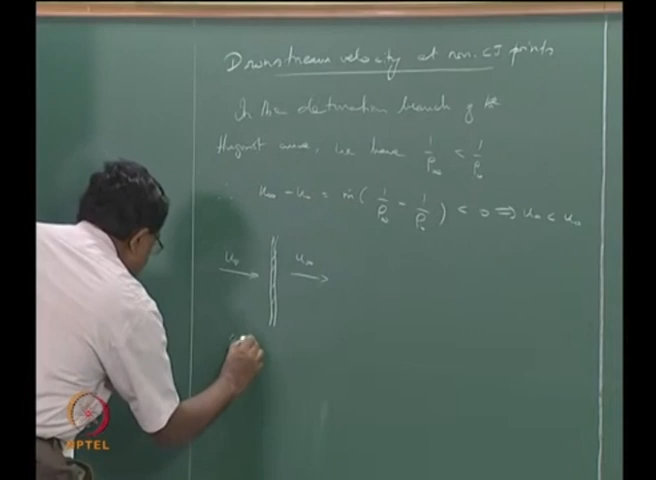 Downstream velocity at non-CJ points
In the detonation branch of the
Hugoniot curve, we have 1/ρ∞ < 1/ρ₀
∴ u∞ - u₀ = ṁ ( 1/ρ∞ - 1/ρ₀ ) < 0 ⟹ u∞ < u₀
u₀ u∞
NPTEL